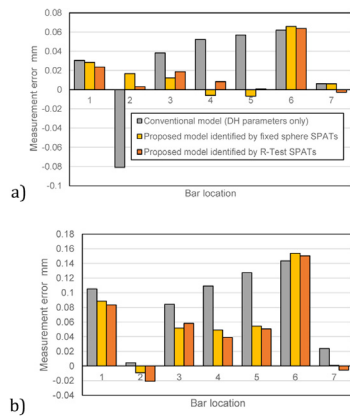 0.08
0.06
0.04
0.02
0
-0.02
-0.04
-0.06
-0.08
-0.1
Measurement error mm
1 2 3 4 5 6 7
Conventional model (DH parameters only)
Proposed model identified by fixed sphere SPATs
Proposed model identified by R-Test SPATs
Bar location
a)
0.18
0.16
0.14
0.12
0.1
0.08
0.06
0.04
0.02
0
-0.02
-0.04
Measurement error mm
1 2 3 4 5 6 7
Bar location
b)